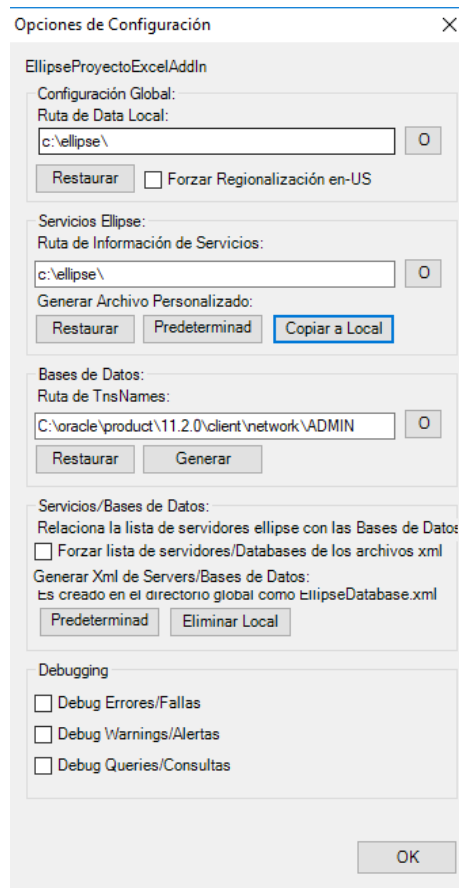 Opciones de Configuración
EllipseProyectoExcelAddIn
Configuración Global:
Ruta de Data Local:
c:\ellipse\
O
Restaurar
Forzar Regionalización en-US
Servicios Ellipse:
Ruta de Información de Servicios:
c:\ellipse\
O
Generar Archivo Personalizado:
Restaurar
Predeterminad
Copiar a Local
Bases de Datos:
Ruta de TnsNames:
C:\oracle\product\11.2.0\client\network\ADMIN
O
Restaurar
Generar
Servicios/Bases de Datos:
Relaciona la lista de servidores ellipse con las Bases de Datos
Forzar lista de servidores/Databases de los archivos xml
Generar Xml de Servers/Bases de Datos:
Es creado en el directorio global como EllipseDatabase.xml
Predeterminad
Eliminar Local
Debugging
Debug Errores/Fallas
Debug Warnings/Alertas
Debug Queries/Consultas
OK